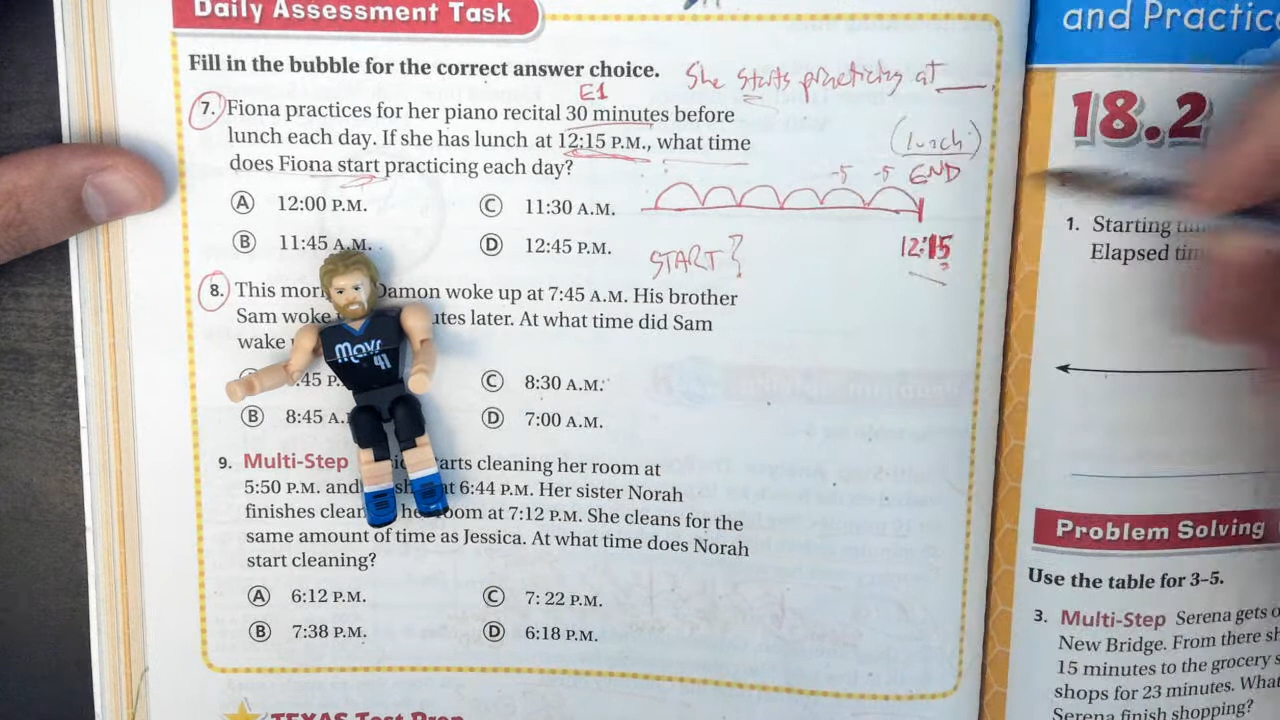 Daily Assessment Task
Fill in the bubble for the correct answer choice.
She starts practicing at ___.
E1
7. Fiona practices for her piano recital 30 minutes before
lunch each day. If she has lunch at 12:15 P.M., what time
does Fiona start practicing each day?
(lunch)
-5 -5 END
A 12:00 P.M.
C 11:30 A.M.
B 11:45 A.M.
D 12:45 P.M.
START?
12:15
8. This Damon woke up at 7:45 A.M. His brother
Sam woke later. At what time did Sam
wake
:45 P.
C 8:30 A.M.
B 8:45 A.
D 7:00 A.M.
Mavs
41
9. Multi-Step starts cleaning her room at
5:50 P.M. and at 6:44 P.M. Her sister Norah
finishes room at 7:12 P.M. She cleans for the
same amount of time as Jessica. At what time does Norah
start cleaning?
A 6:12 P.M.
C 7: 22 P.M.
B 7:38 P.M.
D 6:18 P.M.
TEXAS Test Prep
and Practic
18.2
1. Starting
Elapsed tim
Problem Solving
Use the table for 3–5.
3. Multi-Step Serena gets o
New Bridge. From there sh
15 minutes to the grocery s
shops for 23 minutes. What
Serena finish shopping?